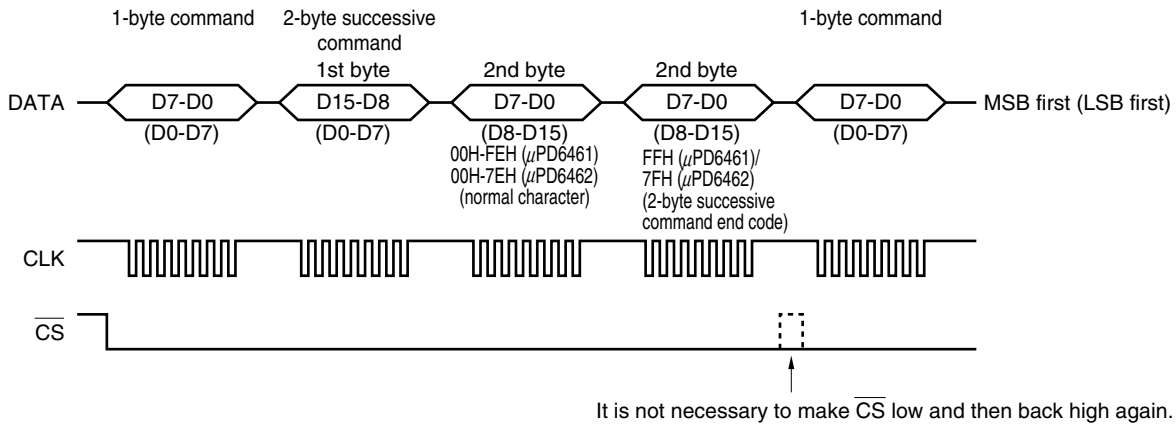 1-byte command
2-byte successive
command
1st byte
2nd byte
2nd byte
1-byte command
DATA
D7-D0
D15-D8
D7-D0
D7-D0
D7-D0
MSB first (LSB first)
(D0-D7)
(D0-D7)
(D8-D15)
(D8-D15)
(D0-D7)
00H-FEH (μPD6461)
00H-7EH (μPD6462)
(normal character)
FFH (μPD6461)/
7FH (μPD6462)
(2-byte successive
command end code)
CLK
C̅S̅
It is not necessary to make C̅S̅ low and then back high again.